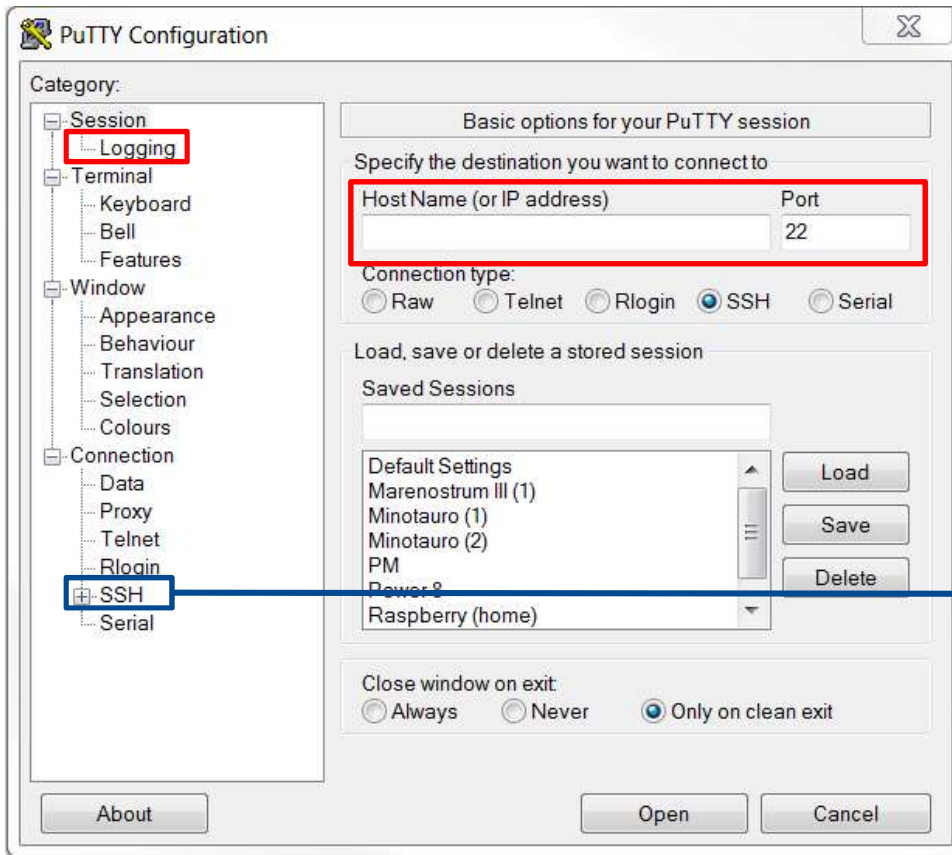 PuTTY Configuration
Category:
Session
Logging
Terminal
Keyboard
Bell
Features
Window
Appearance
Behaviour
Translation
Selection
Colours
Connection
Data
Proxy
Telnet
Rlogin
SSH
Serial
Basic options for your PuTTY session
Specify the destination you want to connect to
Host Name (or IP address) Port
22
Connection type:
Raw Telnet Rlogin SSH Serial
Load, save or delete a stored session
Saved Sessions
Default Settings
Marenostrum III (1)
Minotauro (1)
Minotauro (2)
PM
Power 8
Raspberry (home)
Load
Save
Delete
Close window on exit:
Always Never Only on clean exit
About Open Cancel